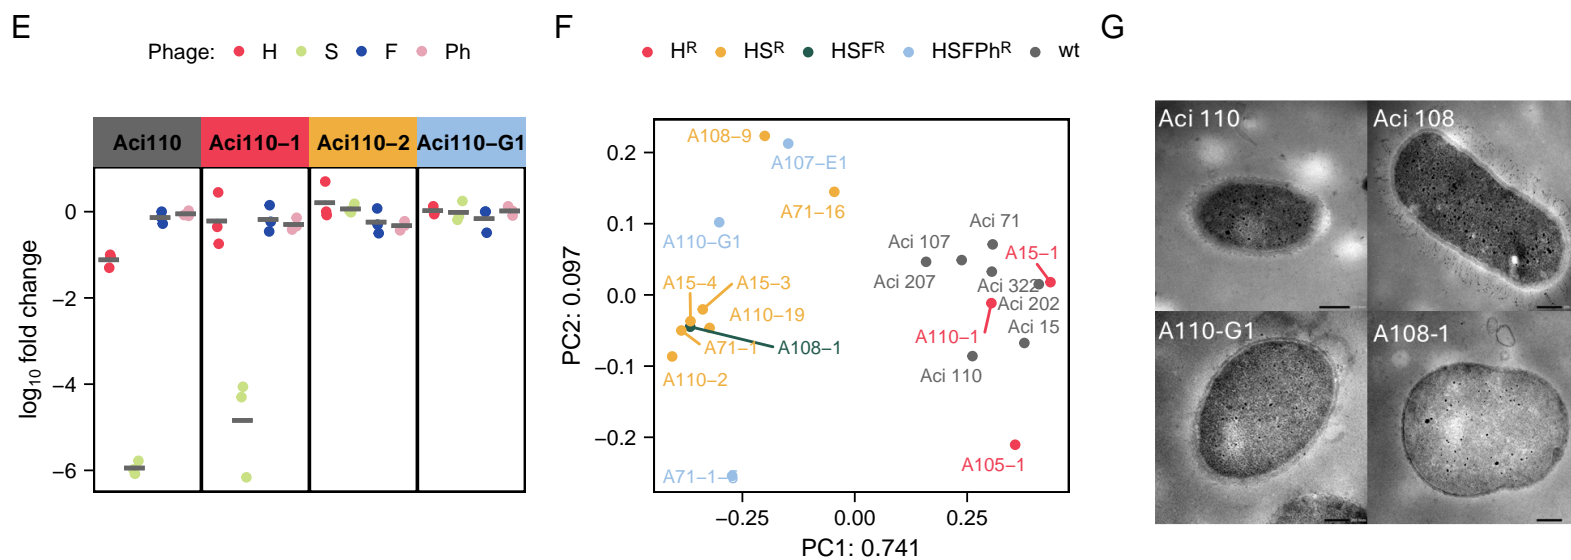 E
Phage: H S F Ph
Aci110 Aci110–1 Aci110–2 Aci110–G1
0
−2
−4
−6
log10 fold change
F
HR HSR HSFR HSFPhR wt
A108–9
A107–E1
A71–16
A110–G1
Aci 71
Aci 107
A15–1
Aci 207
Aci 322
A15–4
A15–3
Aci 202
A110–19
Aci 15
A110–1
A71–1
A108–1
A110–2
Aci 110
A105–1
0.2
0.1
0.0
−0.1
−0.2
PC2: 0.097
−0.25 0.00 0.25
PC1: 0.741
G
Aci 110
Aci 108
A110-G1
A108-1